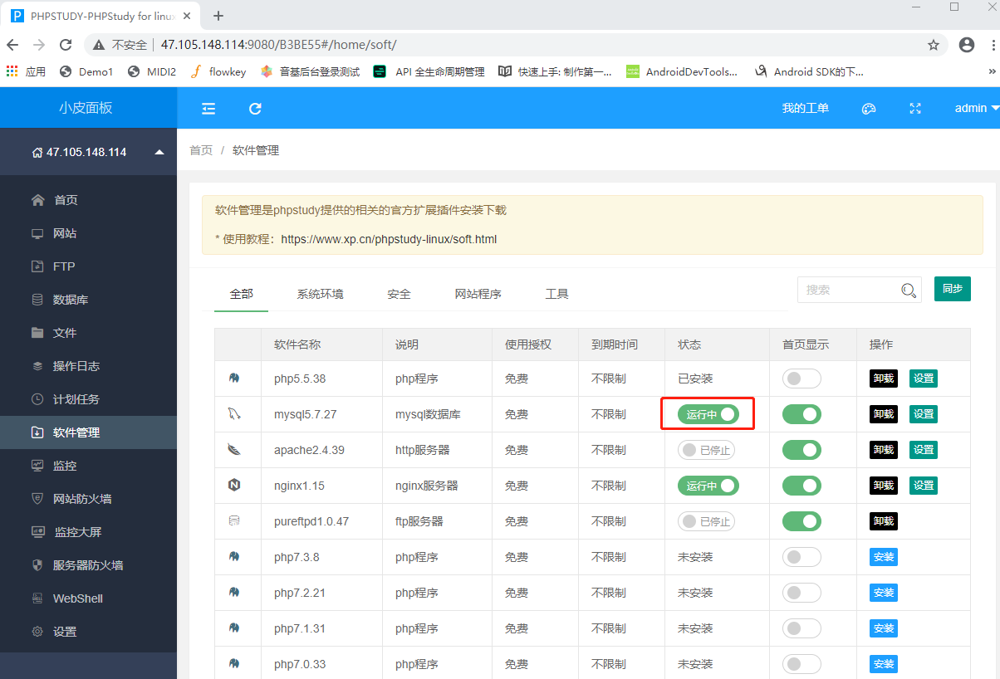 PHPSTUDY-PHPStudy for linux
不安全 47.105.148.114:9080/B3BE55#/home/soft/
应用 Demo1 MIDI2 flowkey 音基后台登录测试 API 全生命周期管理 快速上手: 制作第一... AndroidDevTools... Android SDK的下... »
小皮面板 我的工单 admin
47.105.148.114
首页 / 软件管理
首页
网站
FTP
数据库
文件
操作日志
计划任务
软件管理
监控
网站防火墙
监控大屏
服务器防火墙
WebShell
设置
软件管理是phpstudy提供的相关的官方扩展插件安装下载
* 使用教程：https://www.xp.cn/phpstudy-linux/soft.html
全部 系统环境 安全 网站程序 工具 搜索 同步
软件名称 说明 使用授权 到期时间 状态 首页显示 操作
php5.5.38 php程序 免费 不限制 已安装 卸载 设置
mysql5.7.27 mysql数据库 免费 不限制 运行中 卸载 设置
apache2.4.39 http服务器 免费 不限制 已停止 卸载 设置
nginx1.15 nginx服务器 免费 不限制 运行中 卸载 设置
pureftpd1.0.47 ftp服务器 免费 不限制 已停止 卸载
php7.3.8 php程序 免费 不限制 未安装 安装
php7.2.21 php程序 免费 不限制 未安装 安装
php7.1.31 php程序 免费 不限制 未安装 安装
php7.0.33 php程序 免费 不限制 未安装 安装